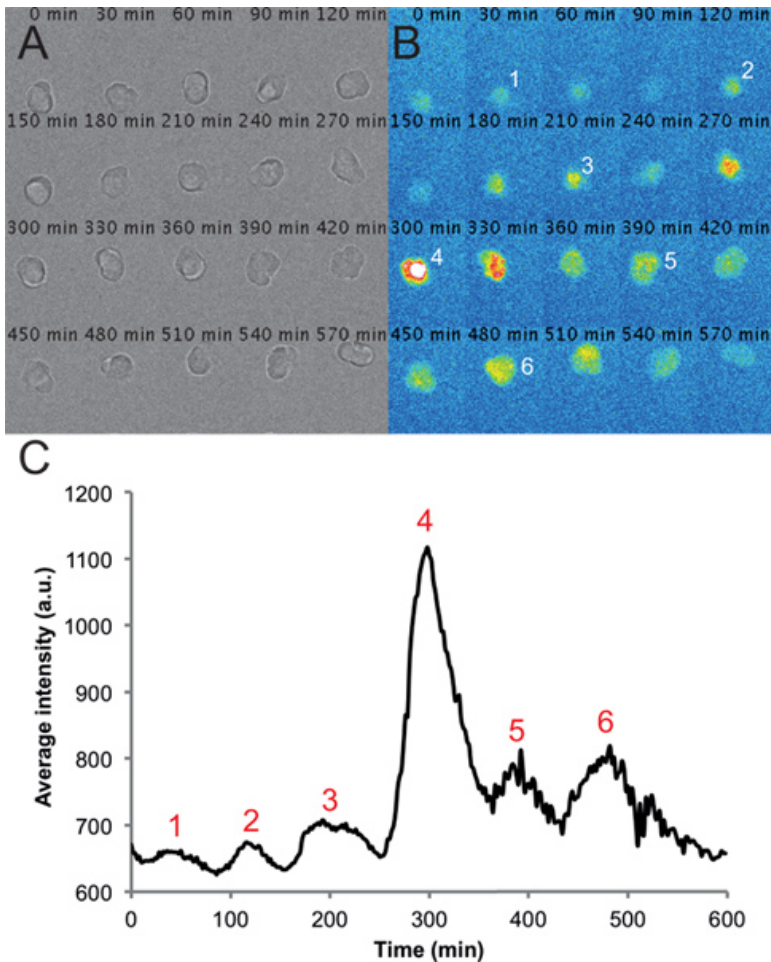 A
0 min 30 min 60 min 90 min 120 min
150 min 180 min 210 min 240 min 270 min
300 min 330 min 360 min 390 min 420 min
450 min 480 min 510 min 540 min 570 min
B
0 min 30 min 60 min 90 min 120 min
1
2
150 min 180 min 210 min 240 min 270 min
3
300 min 330 min 360 min 390 min 420 min
4
5
450 min 480 min 510 min 540 min 570 min
6
C
1200
1100
1000
900
800
700
600
Average intensity (a.u.)
1
2
3
4
5
6
0 100 200 300 400 500 600
Time (min)